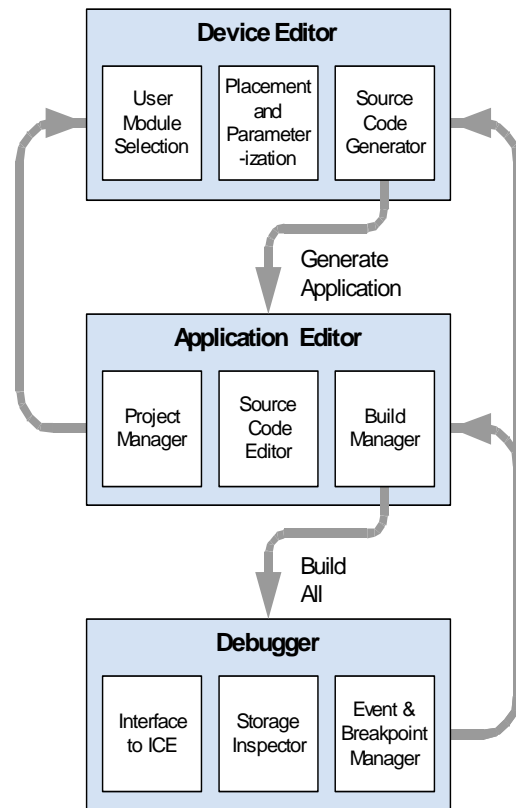 Device Editor
User
Module
Selection
Placement
and
Parameter
-ization
Source
Code
Generator
Generate
Application
Application Editor
Project
Manager
Source
Code
Editor
Build
Manager
Build
All
Debugger
Interface
to ICE
Storage
Inspector
Event &
Breakpoint
Manager